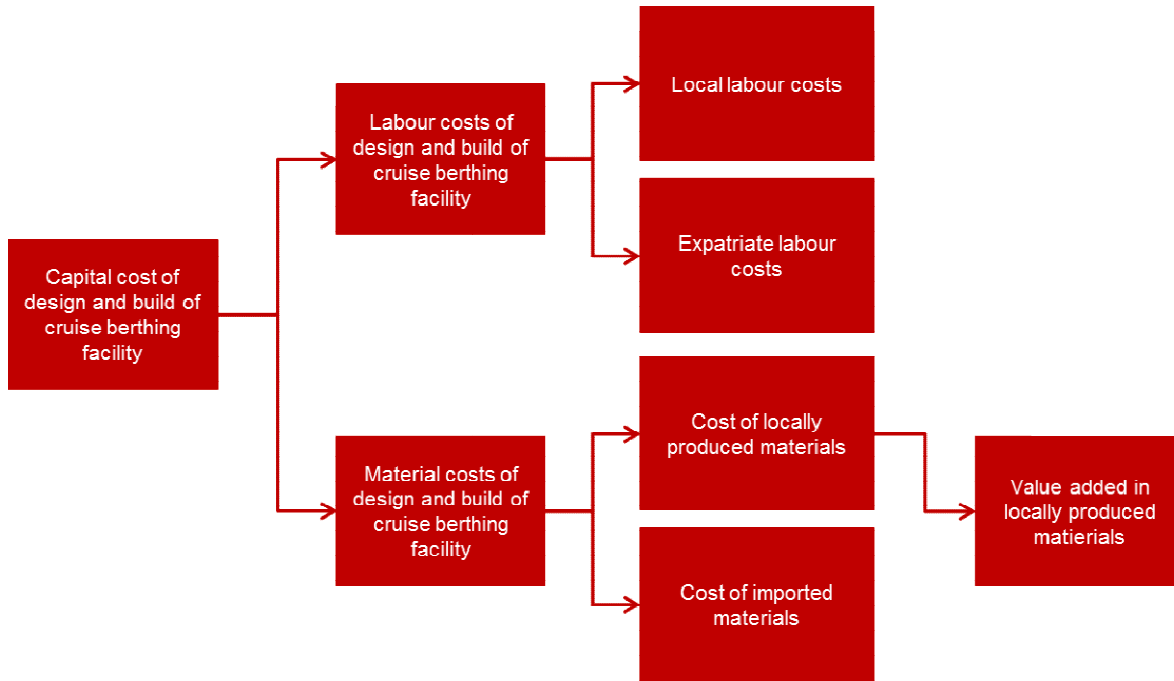 Capital cost of
design and build of
cruise berthing
facility
Labour costs of
design and build of
cruise berthing
facility
Material costs of
design and build of
cruise berthing
facility
Local labour costs
Expatriate labour
costs
Cost of locally
produced materials
Cost of imported
materials
Value added in
locally produced
matierials